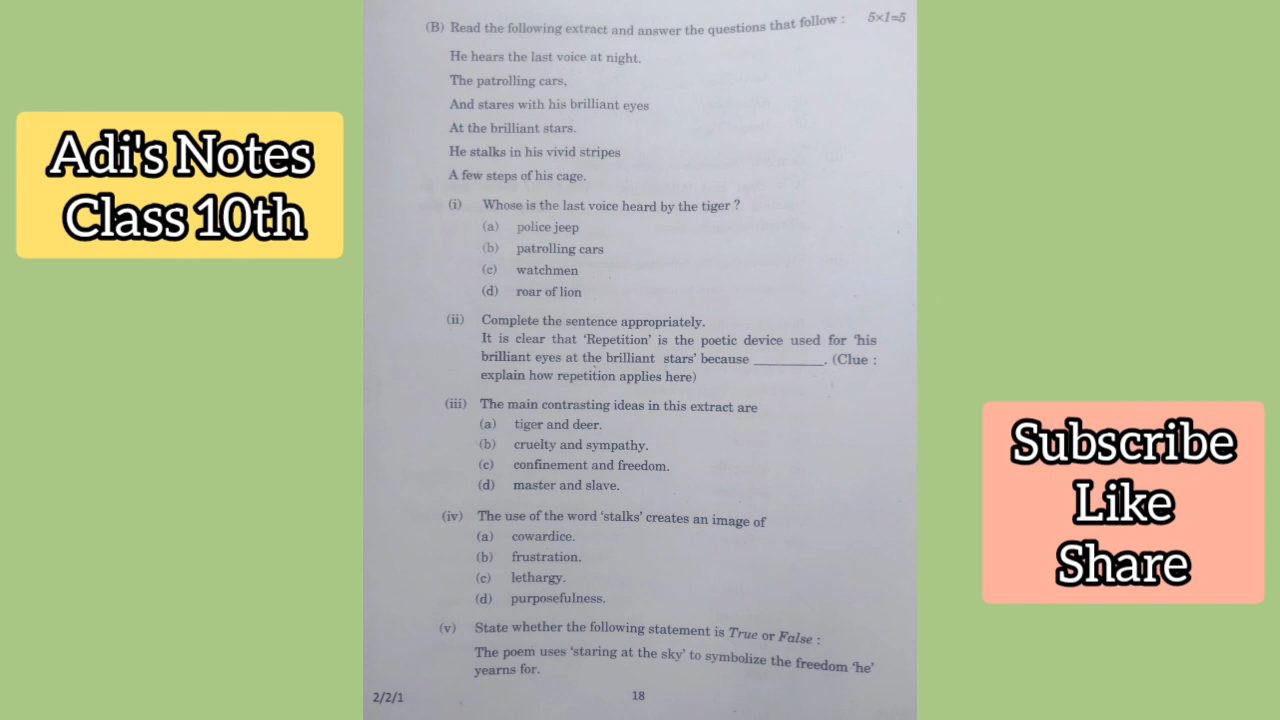 Adi's Notes
Class 10th
(B) Read the following extract and answer the questions that follow : 5×1=5
He hears the last voice at night.
The patrolling cars,
And stares with his brilliant eyes
At the brilliant stars.
He stalks in his vivid stripes
A few steps of his cage.
(i) Whose is the last voice heard by the tiger ?
(a) police jeep
(b) patrolling cars
(c) watchmen
(d) roar of lion
(ii) Complete the sentence appropriately.
It is clear that 'Repetition' is the poetic device used for 'his
brilliant eyes at the brilliant stars' because __________. (Clue :
explain how repetition applies here)
(iii) The main contrasting ideas in this extract are
(a) tiger and deer.
(b) cruelty and sympathy.
(c) confinement and freedom.
(d) master and slave.
(iv) The use of the word 'stalks' creates an image of
(a) cowardice.
(b) frustration.
(c) lethargy.
(d) purposefulness.
(v) State whether the following statement is True or False :
The poem uses 'staring at the sky' to symbolize the freedom 'he'
yearns for.
2/2/1 18
Subscribe
Like
Share